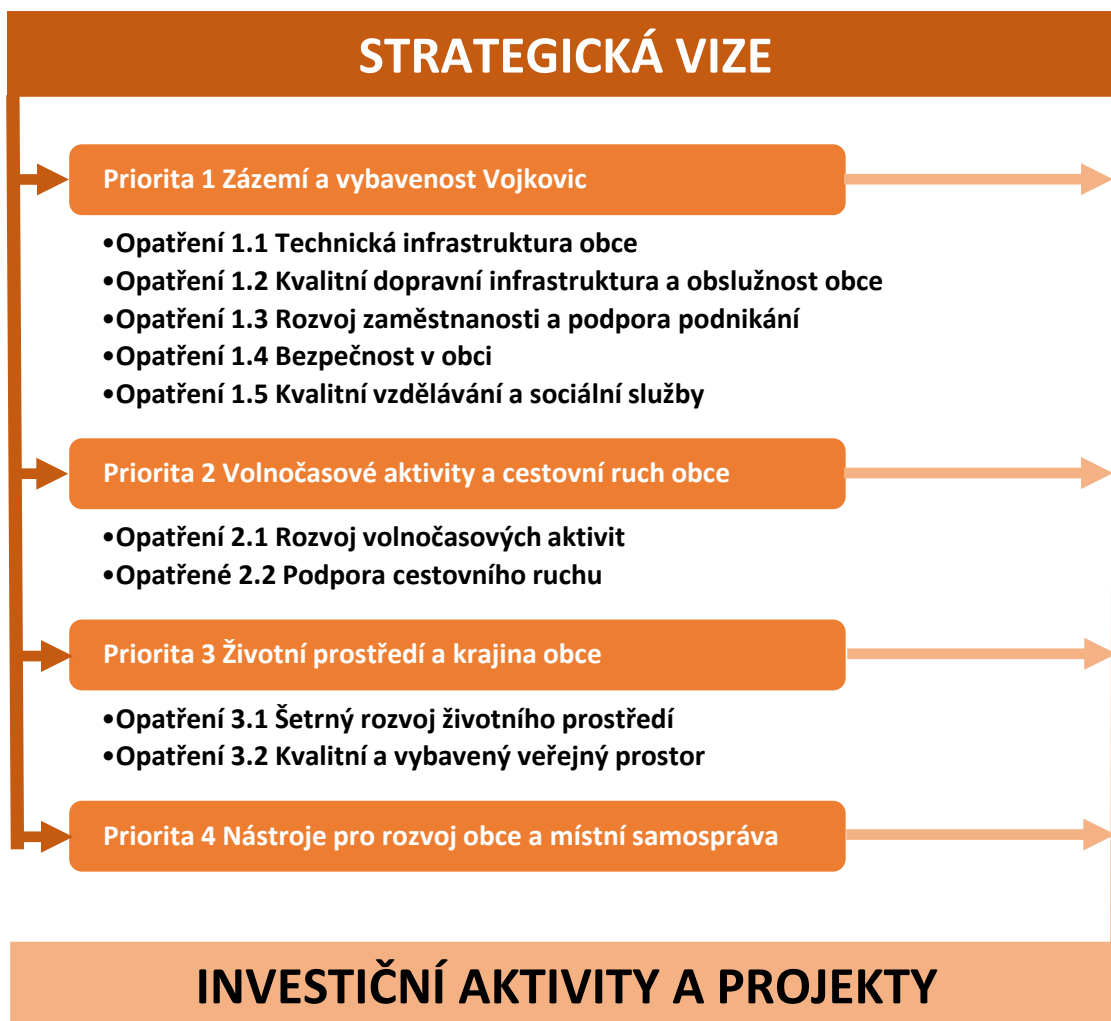 STRATEGICKÁ VIZE
Priorita 1 Zázemí a vybavenost Vojkovic
•Opatření 1.1 Technická infrastruktura obce
•Opatření 1.2 Kvalitní dopravní infrastruktura a obslužnost obce
•Opatření 1.3 Rozvoj zaměstnanosti a podpora podnikání
•Opatření 1.4 Bezpečnost v obci
•Opatření 1.5 Kvalitní vzdělávání a sociální služby
Priorita 2 Volnočasové aktivity a cestovní ruch obce
•Opatření 2.1 Rozvoj volnočasových aktivit
•Opatřené 2.2 Podpora cestovního ruchu
Priorita 3 Životní prostředí a krajina obce
•Opatření 3.1 Šetrný rozvoj životního prostředí
•Opatření 3.2 Kvalitní a vybavený veřejný prostor
Priorita 4 Nástroje pro rozvoj obce a místní samospráva
INVESTIČNÍ AKTIVITY A PROJEKTY